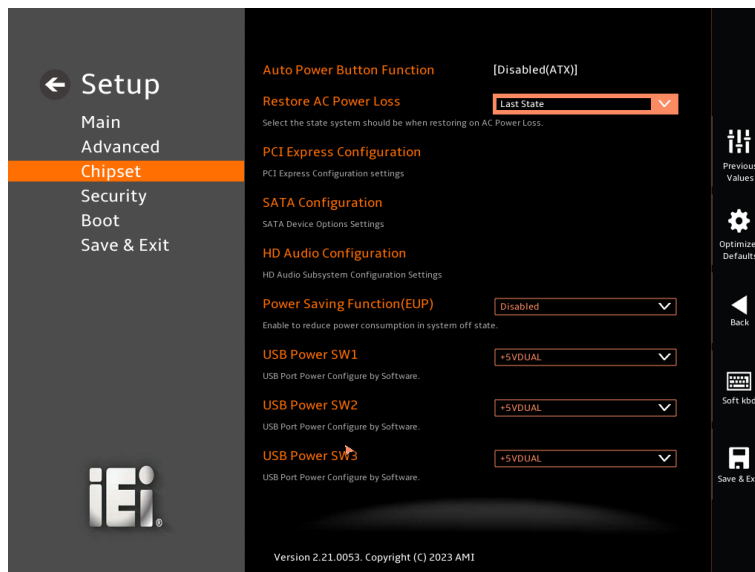 Setup
Main
Advanced
Chipset
Security
Boot
Save & Exit
iEi®
Auto Power Button Function [Disabled(ATX)]
Restore AC Power Loss Last State
Select the state system should be when restoring on AC Power Loss.
PCI Express Configuration
PCI Express Configuration settings
SATA Configuration
SATA Device Options Settings
HD Audio Configuration
HD Audio Subsystem Configuration Settings
Power Saving Function(EUP) Disabled
Enable to reduce power consumption in system off state.
USB Power SW1 +5VDUAL
USB Port Power Configure by Software.
USB Power SW2 +5VDUAL
USB Port Power Configure by Software.
USB Power SW3 +5VDUAL
USB Port Power Configure by Software.
Version 2.21.0053. Copyright (C) 2023 AMI
Previous
Values
Optimize
Defaults
Back
Soft kbd
Save & Ex